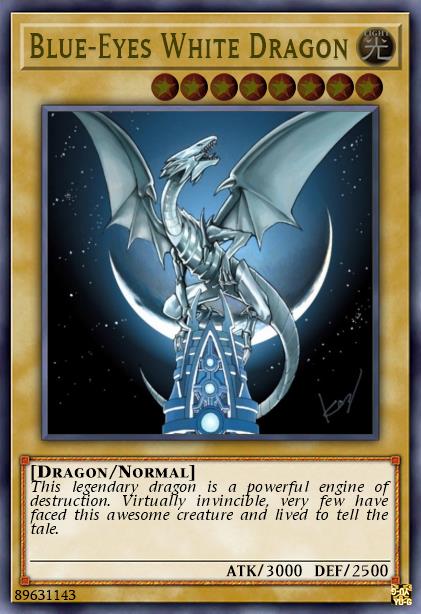 BLUE-EYES WHITE DRAGON
LIGHT
光
[DRAGON/NORMAL]
This legendary dragon is a powerful engine of
destruction. Virtually invincible, very few have
faced this awesome creature and lived to tell the
tale.
ATK/3000 DEF/2500
89631143